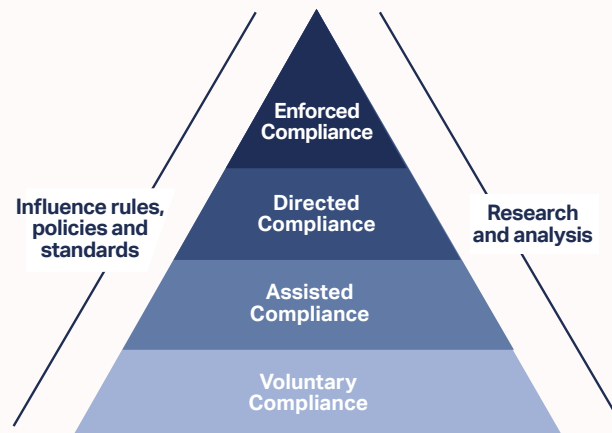 Enforced
Compliance
Directed
Compliance
Influence rules,
policies and
standards
Research
and analysis
Assisted
Compliance
Voluntary
Compliance